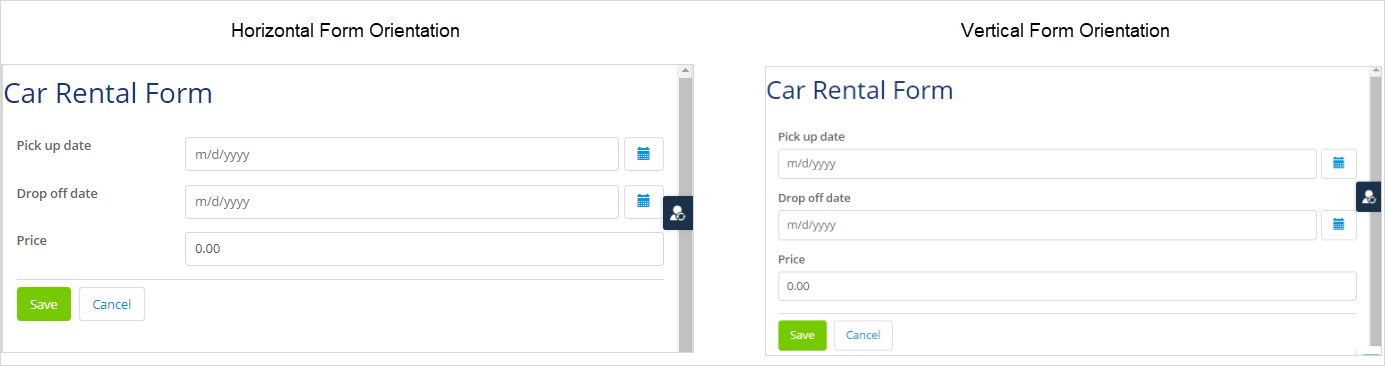 Horizontal Form Orientation
Car Rental Form
Pick up date
m/d/yyyy
Drop off date
m/d/yyyy
Price
0.00
Save
Cancel
Vertical Form Orientation
Car Rental Form
Pick up date
m/d/yyyy
Drop off date
m/d/yyyy
Price
0.00
Save
Cancel